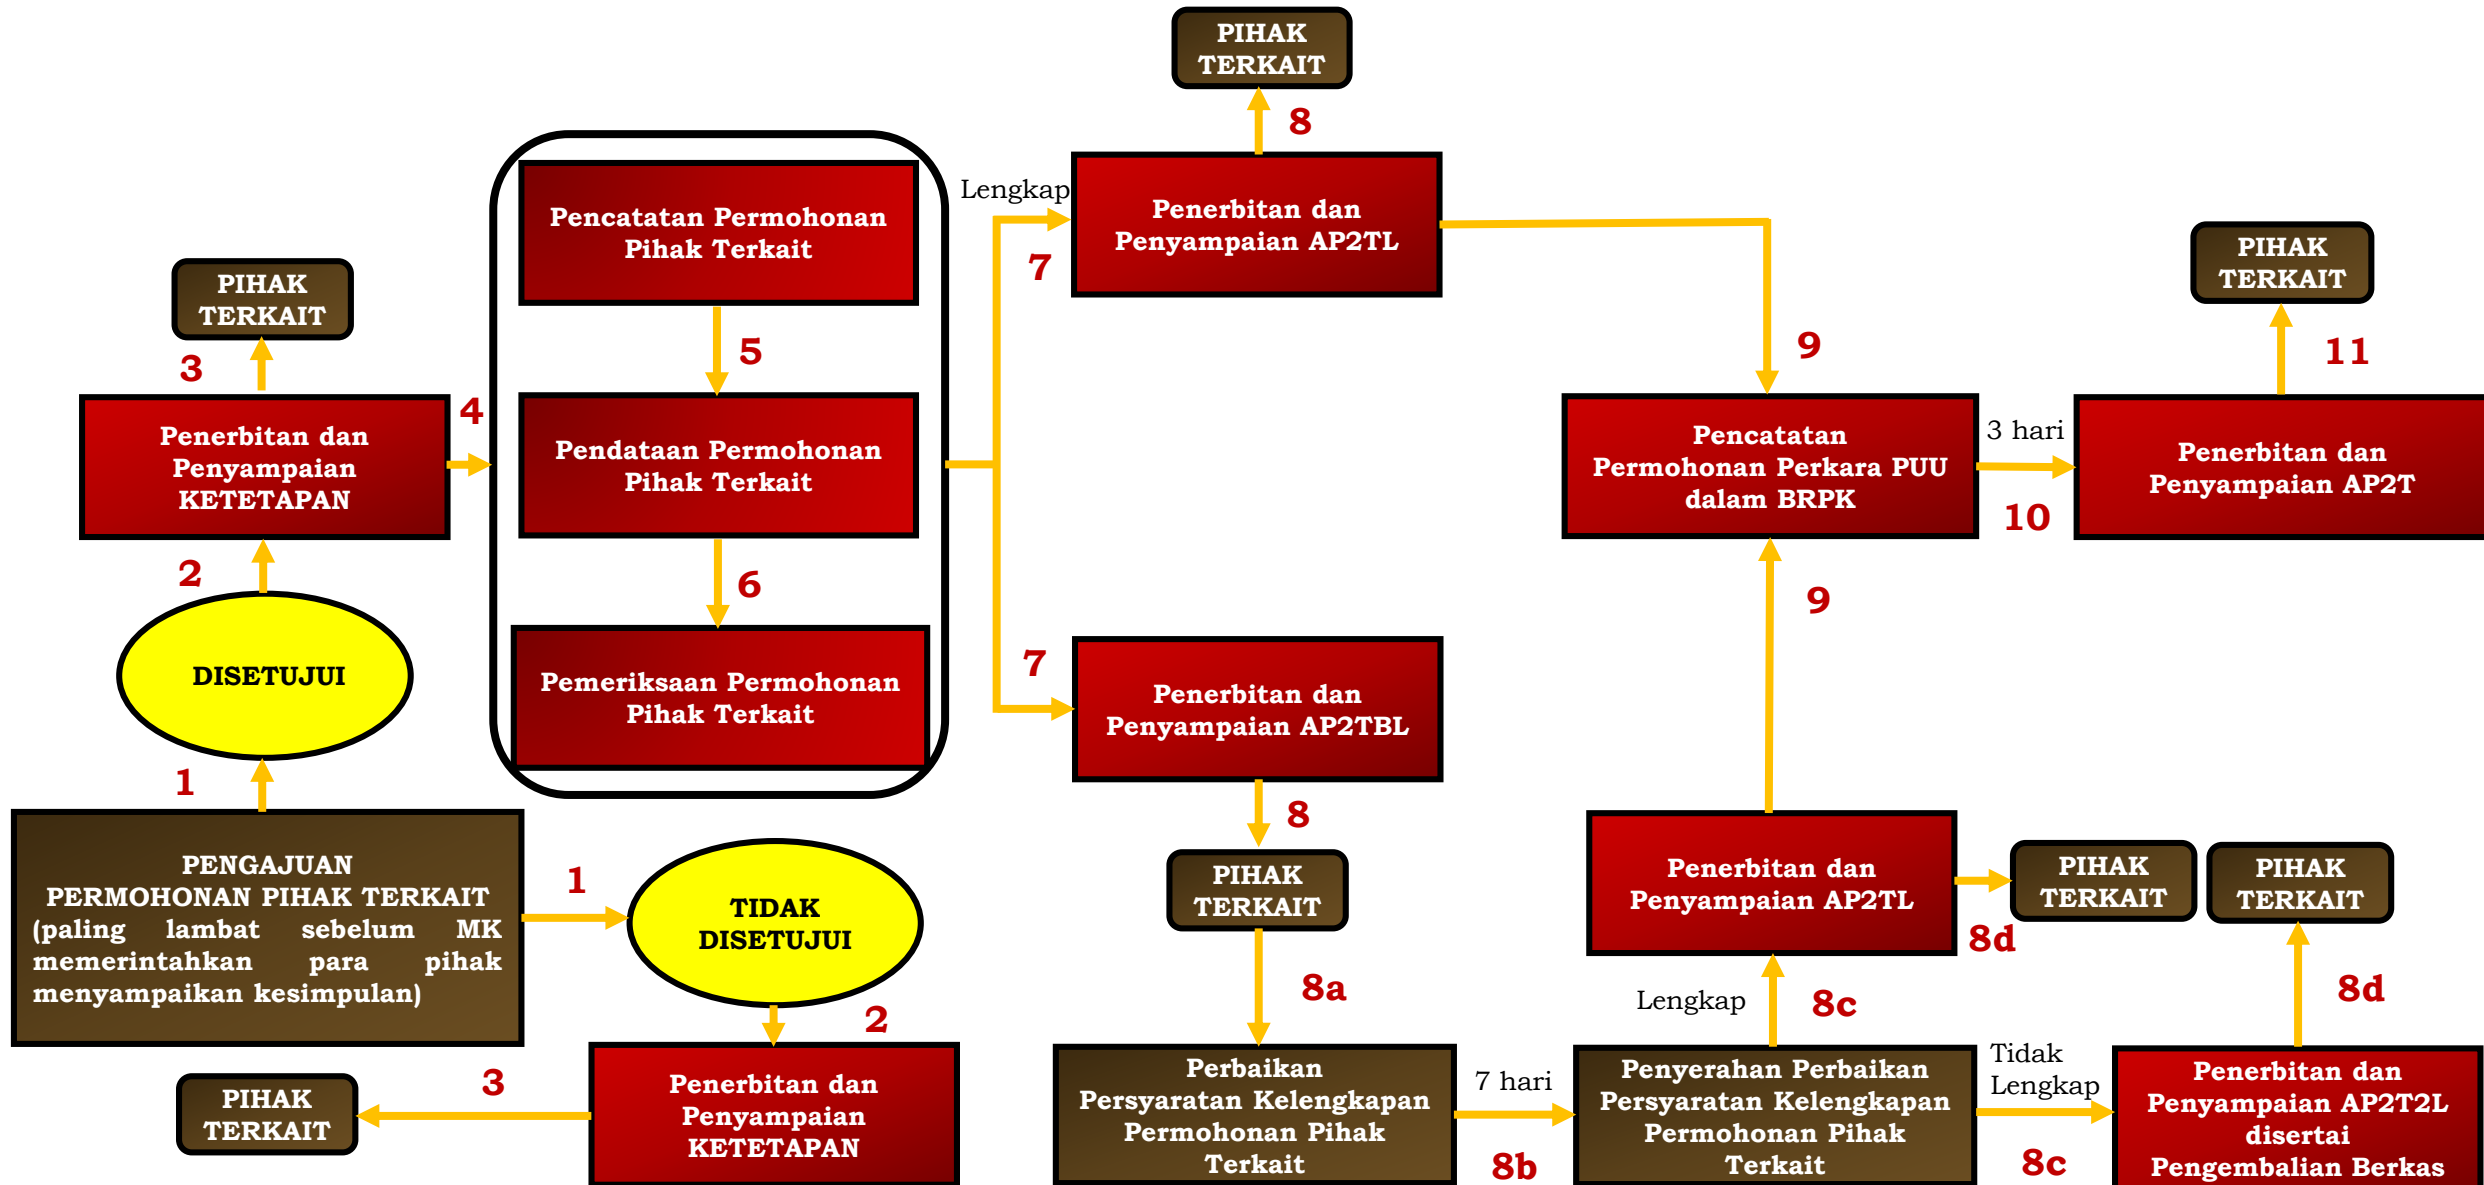 PIHAK
TERKAIT
8
Pencatatan Permohonan
Pihak Terkait
Lengkap
7
Penerbitan dan
Penyampaian AP2TL
PIHAK
TERKAIT
PIHAK
TERKAIT
3
5
9
11
4
Penerbitan dan
Penyampaian
KETETAPAN
Pendataan Permohonan
Pihak Terkait
Pencatatan
Permohonan Perkara PUU
dalam BRPK
3 hari
10
Penerbitan dan
Penyampaian AP2T
2
6
9
DISETUJUI
Pemeriksaan Permohonan
Pihak Terkait
7
Penerbitan dan
Penyampaian AP2TBL
1
8
PENGAJUAN
PERMOHONAN PIHAK TERKAIT
(paling lambat sebelum MK
memerintahkan para pihak
menyampaikan kesimpulan)
1
TIDAK
DISETUJUI
PIHAK
TERKAIT
Penerbitan dan
Penyampaian AP2TL
PIHAK
TERKAIT
PIHAK
TERKAIT
8d
8a
8d
Lengkap
8c
2
PIHAK
TERKAIT
3
Penerbitan dan
Penyampaian
KETETAPAN
Perbaikan
Persyaratan Kelengkapan
Permohonan Pihak
Terkait
7 hari
8b
Penyerahan Perbaikan
Persyaratan Kelengkapan
Permohonan Pihak
Terkait
Tidak
Lengkap
8c
Penerbitan dan
Penyampaian AP2T2L
disertai
Pengembalian Berkas